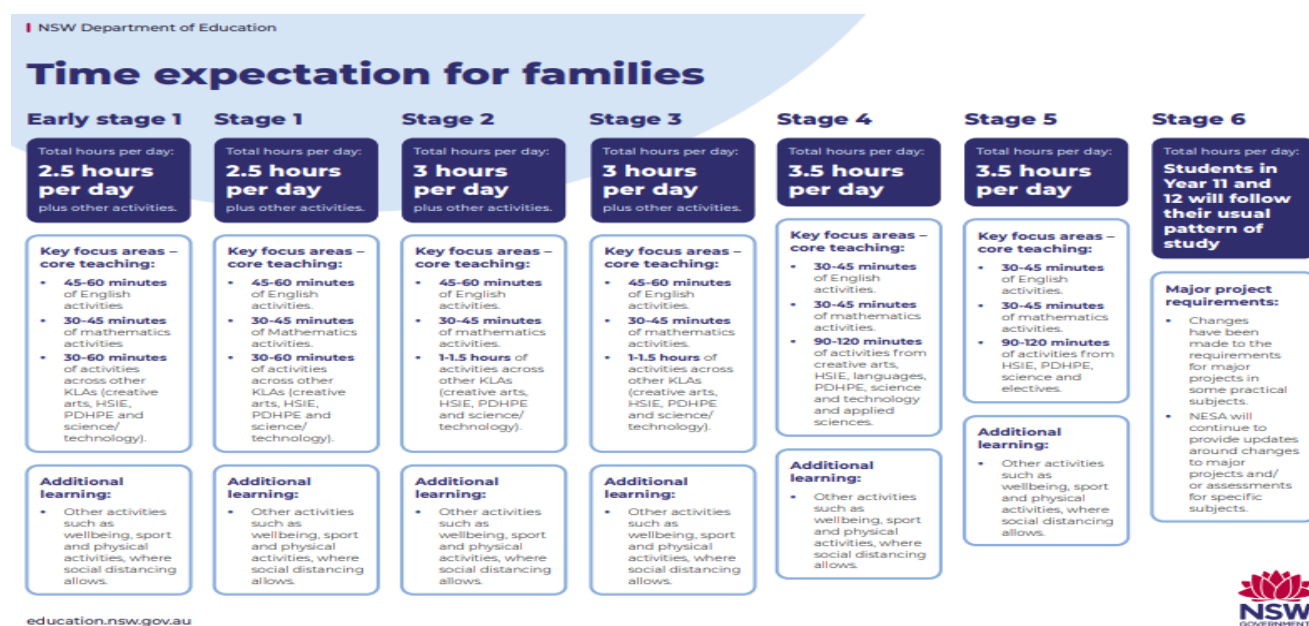 NSW Department of Education
Time expectation for families
Early stage 1
Total hours per day:
2.5 hours
per day
plus other activities.
Key focus areas –
core teaching:
• 45-60 minutes
of English
activities
• 30-45 minutes
of mathematics
activities
• 30-60 minutes
of activities
across other
KLAs (creative
arts, HSIE,
PDHPE and
science/
technology).
Additional
learning:
• Other activities
such as
wellbeing, sport
and physical
activities, where
social distancing
allows.
Stage 1
Total hours per day:
2.5 hours
per day
plus other activities.
Key focus areas –
core teaching:
• 45-60 minutes
of English
activities.
• 30-45 minutes
of Mathematics
activities.
• 30-60 minutes
of activities
across other
KLAs (creative
arts, HSIE,
PDHPE and
science/
technology).
Additional
learning:
• Other activities
such as
wellbeing, sport
and physical
activities, where
social distancing
allows.
Stage 2
Total hours per day:
3 hours
per day
plus other activities.
Key focus areas –
core teaching:
• 45-60 minutes
of English
activities.
• 30-45 minutes
of mathematics
activities.
• 1-1.5 hours of
activities across
other KLAs
(creative arts,
HSIE, PDHPE
and science/
technology).
Additional
learning:
• Other activities
such as
wellbeing, sport
and physical
activities, where
social distancing
allows.
Stage 3
Total hours per day:
3 hours
per day
plus other activities.
Key focus areas –
core teaching:
• 45-60 minutes
of English
activities.
• 30-45 minutes
of mathematics
activities.
• 1-1.5 hours of
activities across
other KLAs
(creative arts,
HSIE, PDHPE
and science/
technology).
Additional
learning:
• Other activities
such as
wellbeing, sport
and physical
activities, where
social distancing
allows.
Stage 4
Total hours per day:
3.5 hours
per day
Key focus areas –
core teaching:
• 30-45 minutes
of English
activities.
• 30-45 minutes
of mathematics
activities.
• 90-120 minutes
of activities from
creative arts,
HSIE, languages,
PDHPE, science
and technology
and applied
sciences.
Additional
learning:
• Other activities
such as
wellbeing, sport
and physical
activities, where
social distancing
allows.
Stage 5
Total hours per day:
3.5 hours
per day
Key focus areas –
core teaching:
• 30-45 minutes
of English
activities.
• 30-45 minutes
of mathematics
activities.
• 90-120 minutes
of activities from
HSIE, PDHPE,
science and
electives.
Additional
learning:
• Other activities
such as
wellbeing, sport
and physical
activities, where
social distancing
allows.
Stage 6
Total hours per day:
Students in
Year 11 and
12 will follow
their usual
pattern of
study
Major project
requirements:
• Changes
have been
made to the
requirements
for major
projects in
some practical
subjects.
• NESA will
continue to
provide updates
around changes
to major
projects and/
or assessments
for specific
subjects.
education.nsw.gov.au
NSW
GOVERNMENT